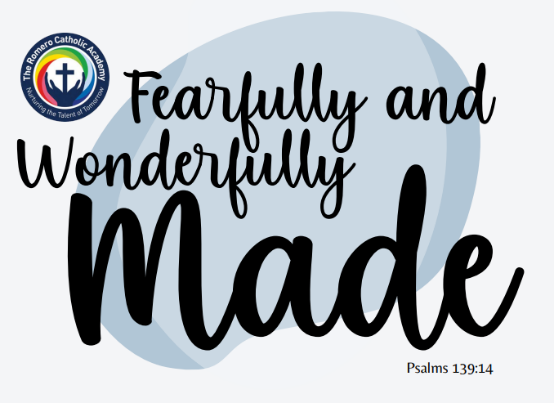 The Romero Catholic Academy
Nurturing the Talent of Tomorrow
Fearfully and
Wonderfully
Made
Psalms 139:14